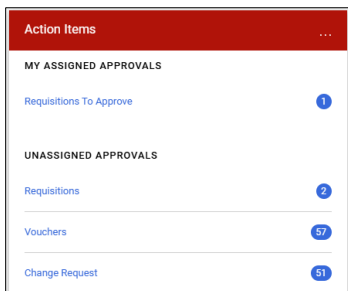 Action Items ...
MY ASSIGNED APPROVALS
Requisitions To Approve 1
UNASSIGNED APPROVALS
Requisitions 2
Vouchers 57
Change Request 51